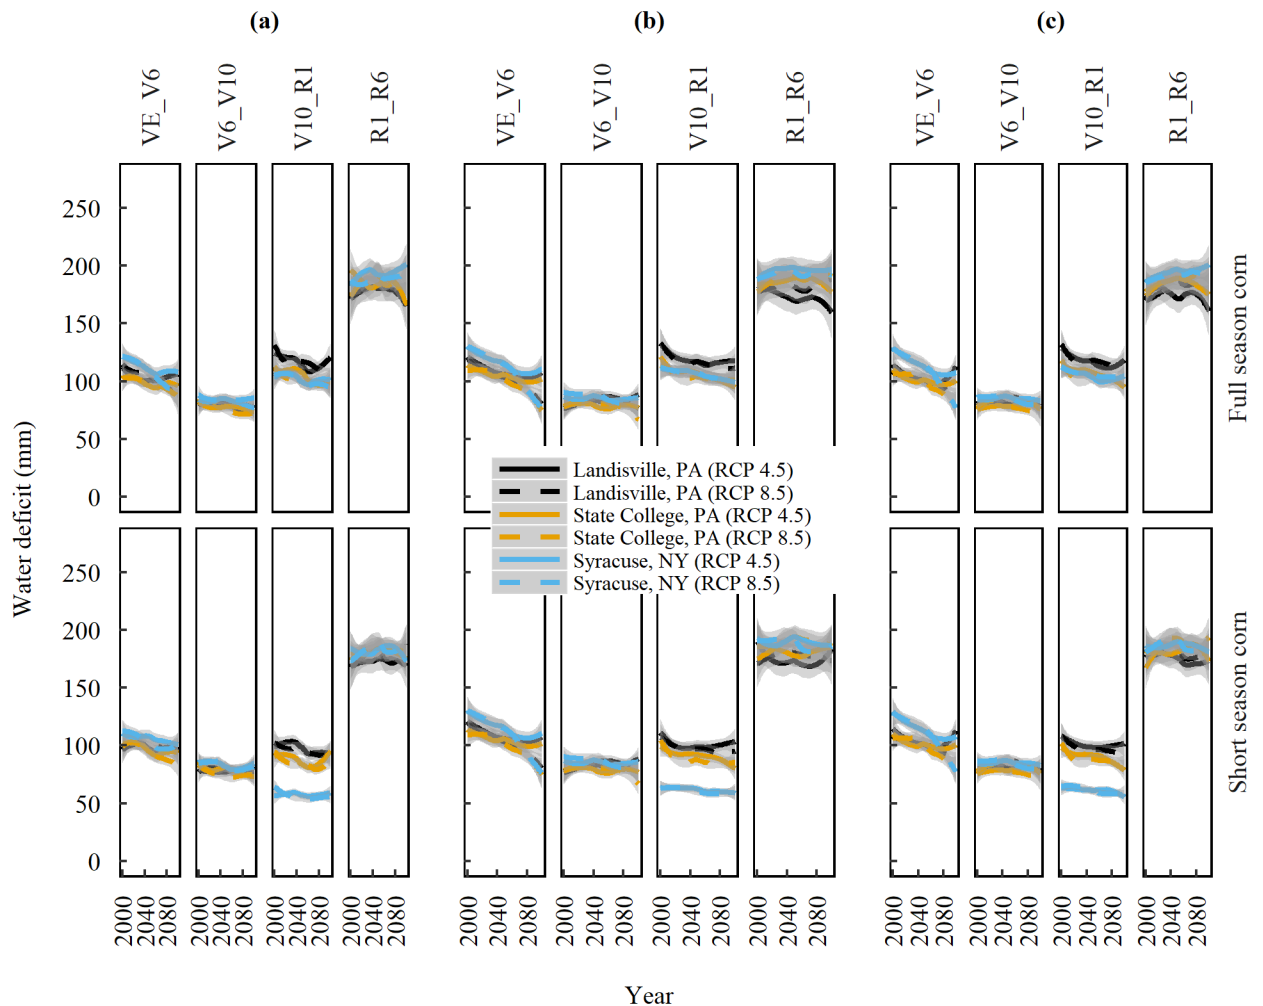 (a) (b) (c)
VE_V6 V6_V10 V10_R1 R1_R6 VE_V6 V6_V10 V10_R1 R1_R6 VE_V6 V6_V10 V10_R1 R1_R6
250
200
150
100
50
0
Full season corn
Water deficit (mm)
Landisville, PA (RCP 4.5)
Landisville, PA (RCP 8.5)
State College, PA (RCP 4.5)
State College, PA (RCP 8.5)
Syracuse, NY (RCP 4.5)
Syracuse, NY (RCP 8.5)
250
200
150
100
50
0
Short season corn
2000 2040 2080 2000 2040 2080 2000 2040 2080 2000 2040 2080 2000 2040 2080 2000 2040 2080 2000 2040 2080 2000 2040 2080 2000 2040 2080 2000 2040 2080 2000 2040 2080 2000 2040 2080
Year